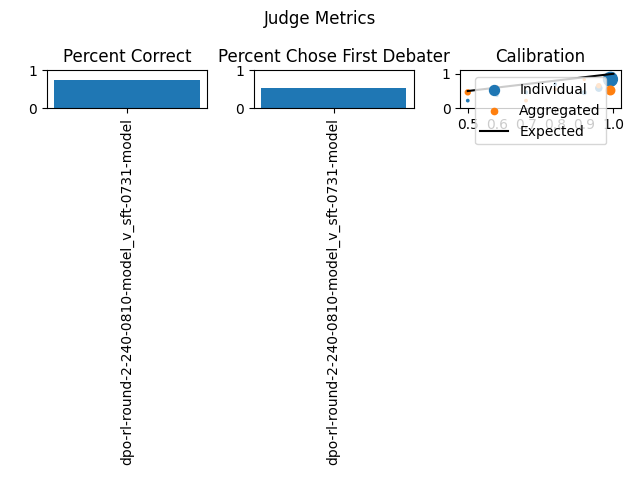 Judge Metrics
Percent Correct
Percent Chose First Debater
Calibration
1
0
1
0
1
0
Individual
Aggregated
Expected
0.5 0.6 0.7 0.8 0.9 1.0
dpo-rl-round-2-240-0810-model_v_sft-0731-model
dpo-rl-round-2-240-0810-model_v_sft-0731-model